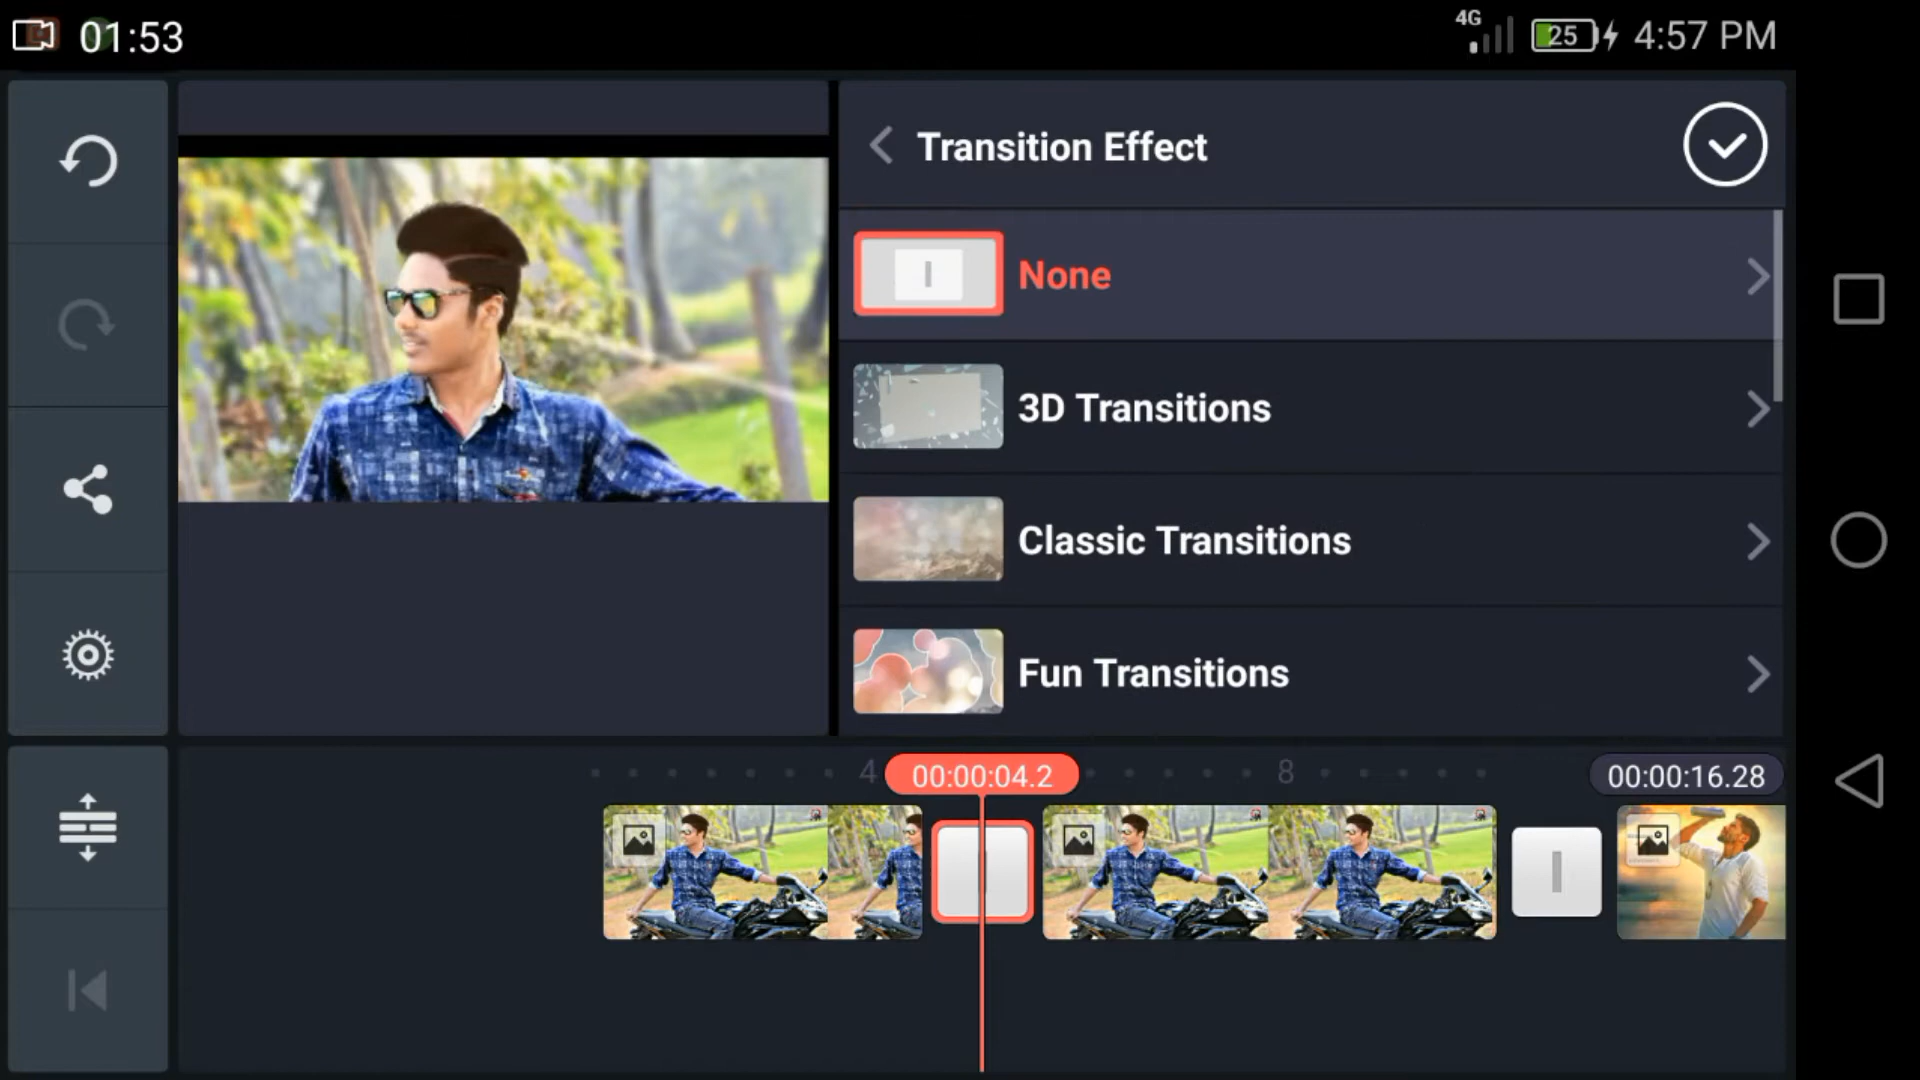 01:53
4G
25
4:57 PM
Transition Effect
None
3D Transitions
Classic Transitions
Fun Transitions
4
00:00:04.2
8
00:00:16.28